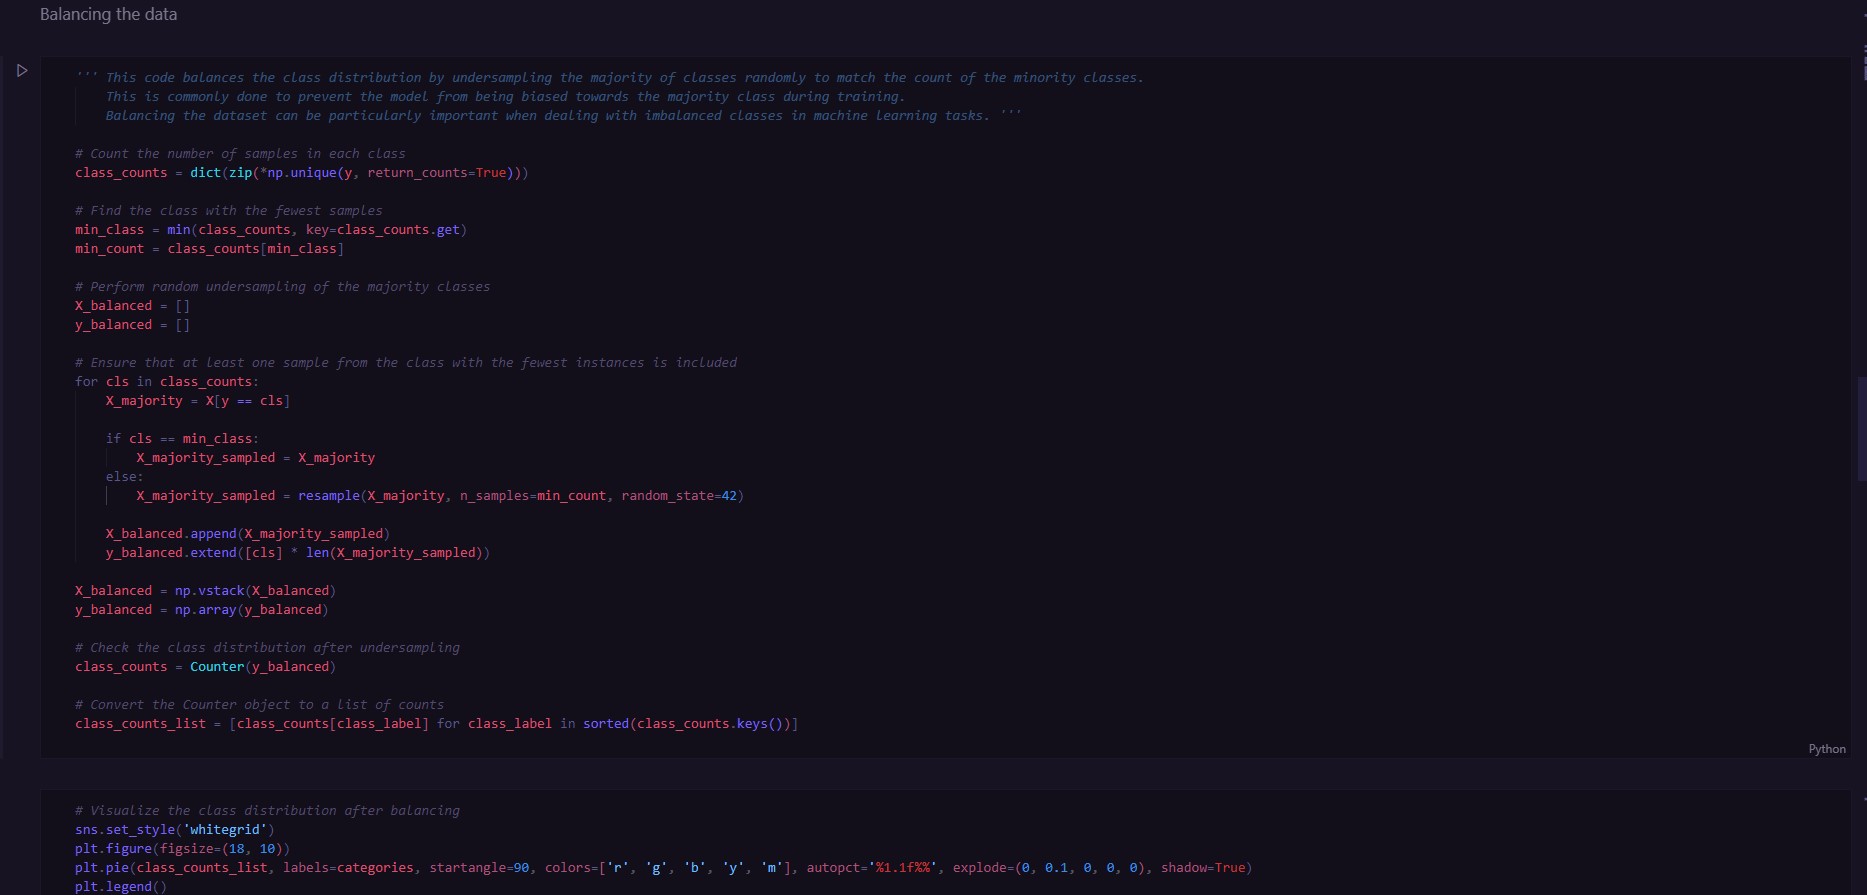 Balancing the data
''' This code balances the class distribution by undersampling the majority of classes randomly to match the count of the minority classes.
This is commonly done to prevent the model from being biased towards the majority class during training.
Balancing the dataset can be particularly important when dealing with imbalanced classes in machine learning tasks. '''
# Count the number of samples in each class
class_counts = dict(zip(*np.unique(y, return_counts=True)))
# Find the class with the fewest samples
min_class = min(class_counts, key=class_counts.get)
min_count = class_counts[min_class]
# Perform random undersampling of the majority classes
X_balanced = []
y_balanced = []
# Ensure that at least one sample from the class with the fewest instances is included
for cls in class_counts:
    X_majority = X[y == cls]
    if cls == min_class:
        X_majority_sampled = X_majority
    else:
        X_majority_sampled = resample(X_majority, n_samples=min_count, random_state=42)
    X_balanced.append(X_majority_sampled)
    y_balanced.extend([cls] * len(X_majority_sampled))
X_balanced = np.vstack(X_balanced)
y_balanced = np.array(y_balanced)
# Check the class distribution after undersampling
class_counts = Counter(y_balanced)
# Convert the Counter object to a list of counts
class_counts_list = [class_counts[class_label] for class_label in sorted(class_counts.keys())]
Python
# Visualize the class distribution after balancing
sns.set_style('whitegrid')
plt.figure(figsize=(18, 10))
plt.pie(class_counts_list, labels=categories, startangle=90, colors=['r', 'g', 'b', 'y', 'm'], autopct='%1.1f%%', explode=(0, 0.1, 0, 0, 0), shadow=True)
plt.legend()